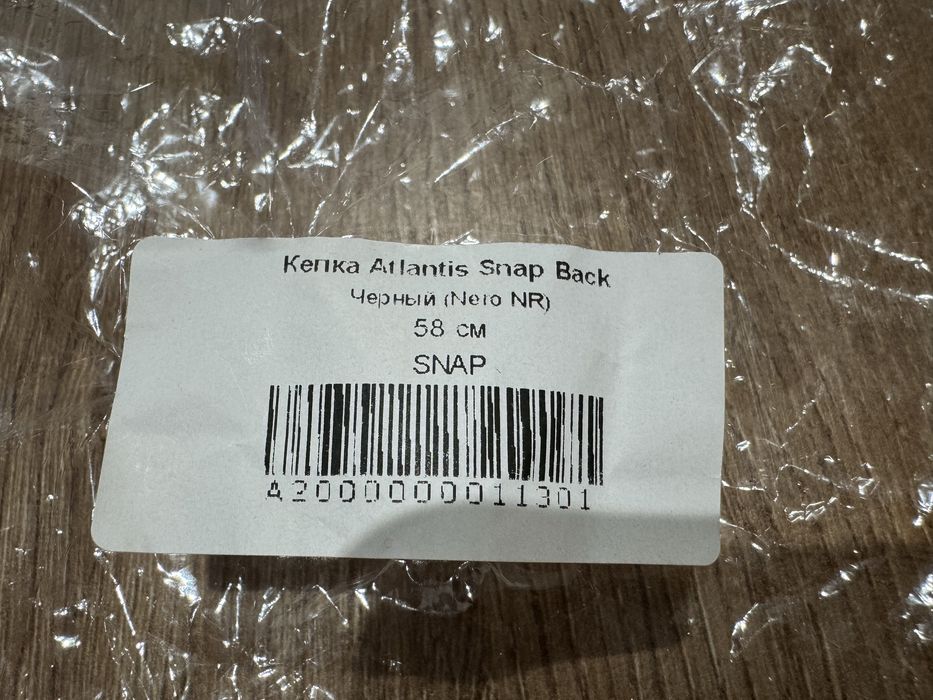 Кепка Atlantis Snap Back
Черный (Nero NR)
58 см
SNAP
A2000000011301